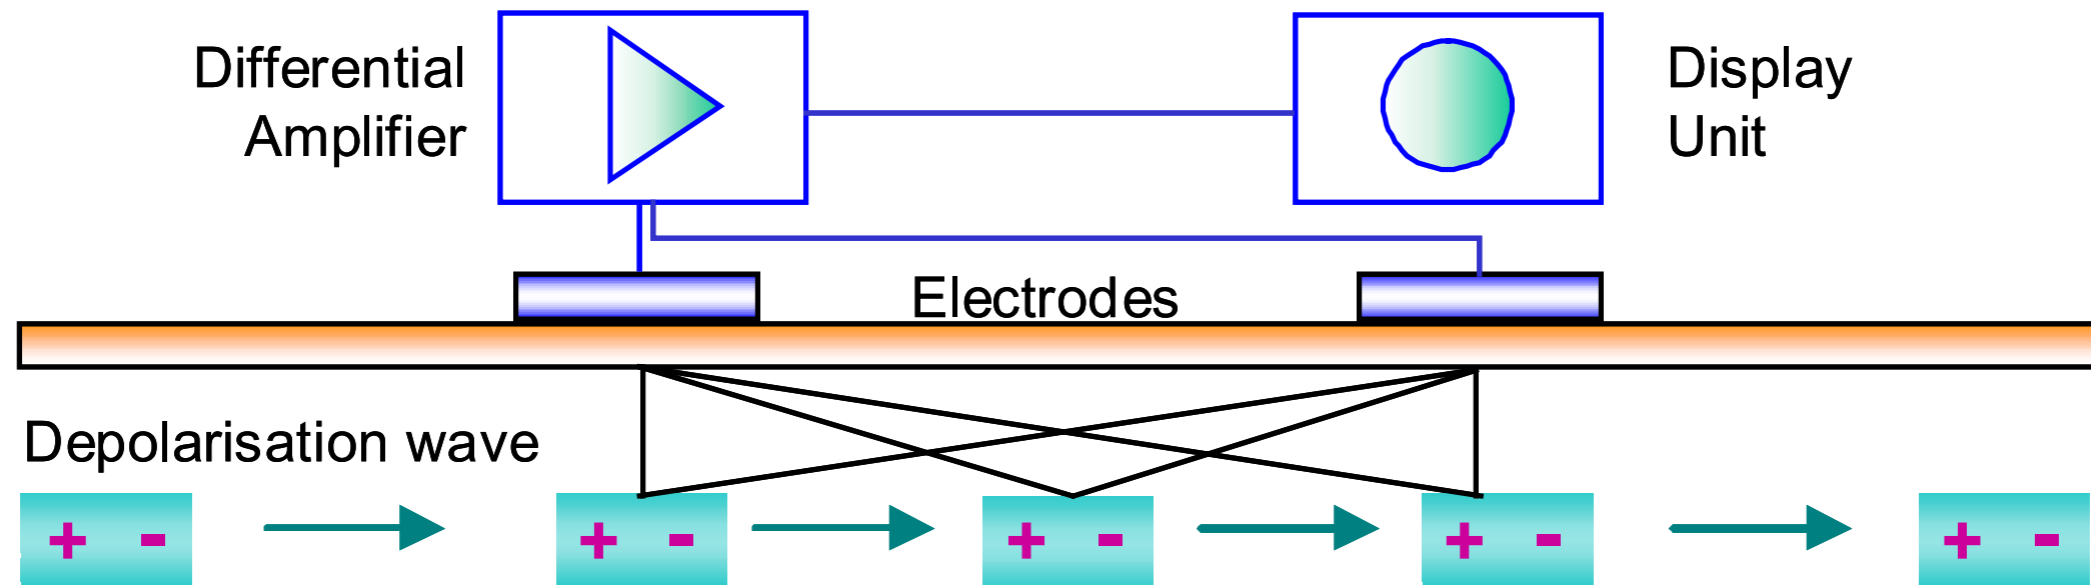 Differential
Amplifier
Display
Unit
Electrodes
Depolarisation wave
+ - + - + - + - + -